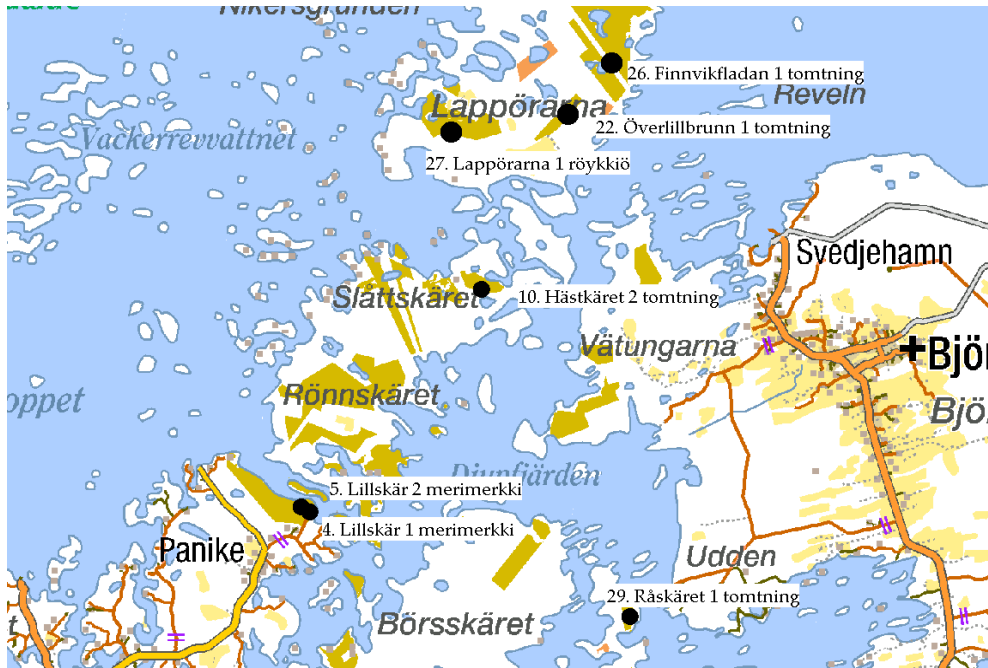 Nikersgrunden
26. Finnvikfladan 1 tomtning
Reveln
Lappörarna
22. Överlillbrunn 1 tomtning
Vackerrevvattnet
27. Lappörarna 1 röykkiö
Svedjehamn
Slåttskäret
10. Hästkäret 2 tomtning
Vätungarna
Björ
Rönnskäret
oppet
Bjö
Djupfjärden
5. Lillskär 2 merimerkki
4. Lillskär 1 merimerkki
Panike
Udden
29. Råskäret 1 tomtning
Börsskäret